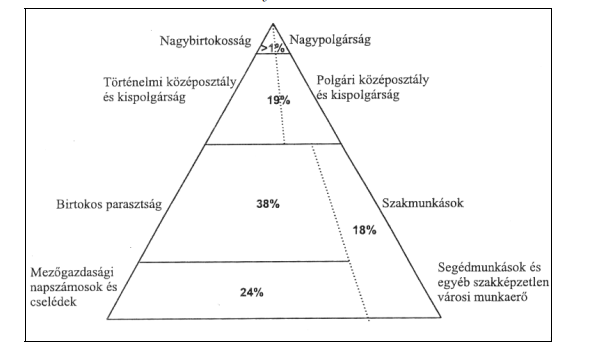 Nagybirtokosság
Nagypolgárság
>1%
Történelmi középosztály
és kispolgárság
Polgári középosztály
és kispolgárság
19%
Birtokos parasztság
38%
Szakmunkások
18%
Mezőgazdasági
napszámosok és
cselédek
24%
Segédmunkások és
egyéb szakképzetlen
városi munkaerő